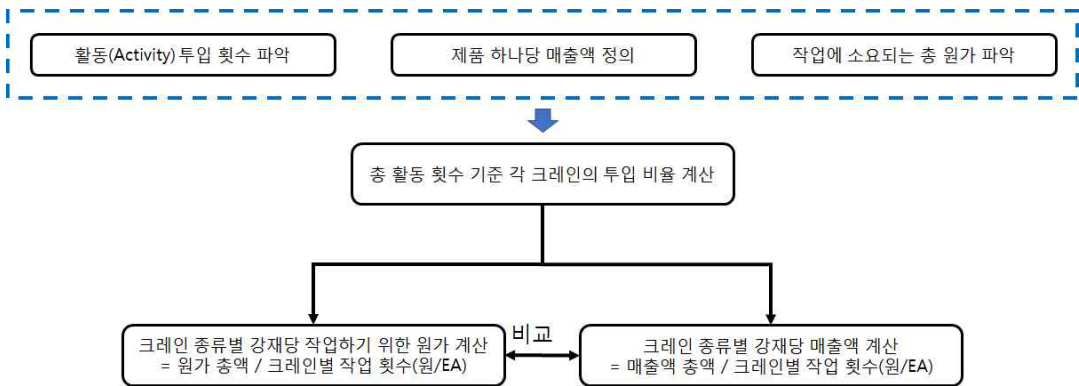 활동(Activity) 투입 횟수 파악
제품 하나당 매출액 정의
작업에 소요되는 총 원가 파악
총 활동 횟수 기준 각 크레인의 투입 비율 계산
크레인 종류별 강재당 작업하기 위한 원가 계산
= 원가 총액 / 크레인별 작업 횟수(원/EA)
비교
크레인 종류별 강재당 매출액 계산
= 매출액 총액 / 크레인별 작업 횟수(원/EA)